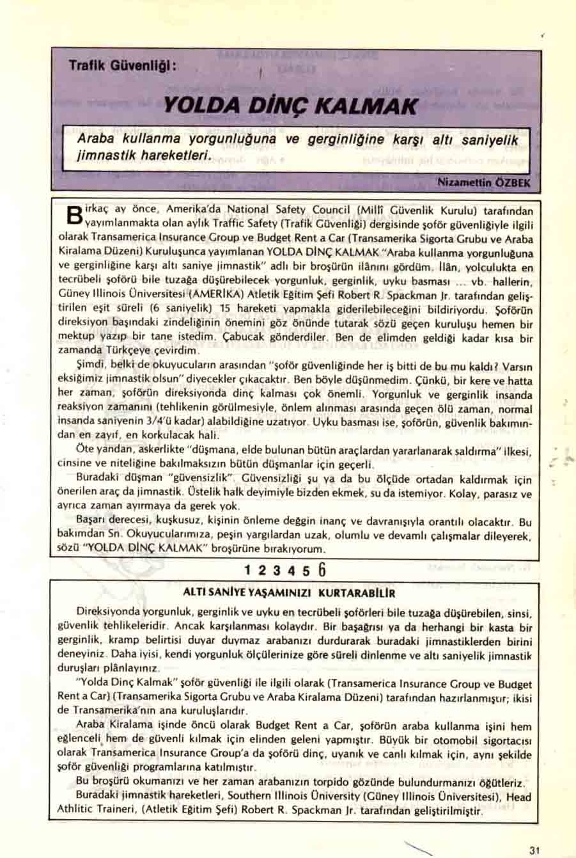 Trafik Güvenliği:
YOLDA DİNÇ KALMAK
Araba kullanma yorgunluğuna ve gerginliğine karşı altı saniyelik
jimnastik hareketleri.
Nizamettin ÖZBEK
Birkaç ay önce, Amerika'da National Safety Council (Millî Güvenlik Kurulu) tarafından
yayımlanmakta olan aylık Traffic Safety (Trafik Güvenliği) dergisinde şoför güvenliğiyle ilgili
olarak Transamerica Insurance Group ve Budget Rent a Car (Transamerika Sigorta Grubu ve Araba
Kiralama Düzeni) Kuruluşunca yayımlanan YOLDA DİNÇ KALMAK "Araba kullanma yorgunluğuna
ve gerginliğine karşı altı saniye jimnastik" adlı bir broşürün ilânını gördüm. İlân, yolculukta en
tecrübeli şoförü bile tuzağa düşürebilecek yorgunluk, gerginlik, uyku basması ... vb. hallerin,
Güney Illinois Üniversitesi (AMERİKA) Atletik Eğitim Şefi Robert R. Spackman Jr. tarafından geliş-
tirilen eşit süreli (6 saniyelik) 15 hareketi yapmakla giderilebileceğini bildiriyordu. Şoförün
direksiyon başındaki zindeliğinin önemini göz önünde tutarak sözü geçen kuruluşu hemen bir
mektup yazıp bir tane istedim. Çabucak gönderdiler. Ben de elimden geldiği kadar kısa bir
zamanda Türkçeye çevirdim.
Şimdi, belki de okuyucuların arasından "şoför güvenliğinde her iş bitti de bu mu kaldı? Varsın
eksiğimiz jimnastik olsun" diyecekler çıkacaktır. Ben böyle düşünmedim. Çünkü, bir kere ve hatta
her zaman, şoförün direksiyonda dinç kalması çok önemli. Yorgunluk ve gerginlik insanda
reaksiyon zamanını (tehlikenin görülmesiyle, önlem alınması arasında geçen ölü zaman, normal
insanda saniyenin 3/4'ü kadar) alabildiğine uzatıyor. Uyku basması ise, şoförün, güvenlik bakımın-
dan en zayıf, en korkulacak hali.
Öte yandan, askerlikte "düşmana, elde bulunan bütün araçlardan yararlanarak saldırma" ilkesi,
cinsine ve niteliğine bakılmaksızın bütün düşmanlar için geçerli.
Buradaki düşman "güvensizlik". Güvensizliği şu ya da bu ölçüde ortadan kaldırmak için
önerilen araç da jimnastik. Üstelik halk deyimiyle bizden ekmek, su da istemiyor. Kolay, parasız ve
ayrıca zaman ayırmaya da gerek yok.
Başarı derecesi, kuşkusuz, kişinin önleme değgin inanç ve davranışıyla orantılı olacaktır. Bu
bakımdan Sn. Okuyucularımıza, peşin yargılardan uzak, olumlu ve devamlı çalışmalar dileyerek,
sözü "YOLDA DİNÇ KALMAK" broşürüne bırakıyorum.
1 2 3 4 5 6
ALTI SANİYE YAŞAMINIZI KURTARABİLİR
Direksiyonda yorgunluk, gerginlik ve uyku en tecrübeli şoförleri bile tuzağa düşürebilen, sinsi,
güvenlik tehlikeleridir. Ancak karşılanması kolaydır. Bir başağrısı ya da herhangi bir kasta bir
gerginlik, kramp belirtisi duyar duymaz arabanızı durdurarak buradaki jimnastiklerden birini
deneyiniz. Daha iyisi, kendi yorgunluk ölçülerinize göre süreli dinlenme ve altı saniyelik jimnastik
duruşları plânlayınız.
"Yolda Dinç Kalmak" şoför güvenliği ile ilgili olarak (Transamerica Insurance Group ve Budget
Rent a Car) (Transamerika Sigorta Grubu ve Araba Kiralama Düzeni) tarafından hazırlanmıştır; ikisi
de Transamerika'nın ana kuruluşlarıdır.
Araba Kiralama işinde öncü olarak Budget Rent a Car, şoförün araba kullanma işini hem
eğlenceli hem de güvenli kılmak için elinden geleni yapmıştır. Büyük bir otomobil sigortacısı
olarak Transamerica Insurance Group'a da şoförü dinç, uyanık ve canlı kılmak için, aynı şekilde
şoför güvenliği programlarına katılmıştır.
Bu broşürü okumanızı ve her zaman arabanızın torpido gözünde bulundurmanızı öğütleriz.
Buradaki jimnastik hareketleri, Southern Illinois Üniversity (Güney Illinois Üniversitesi), Head
Athlitic Traineri, (Atletik Eğitim Şefi) Robert R. Spackman Jr. tarafından geliştirilmiştir.
31